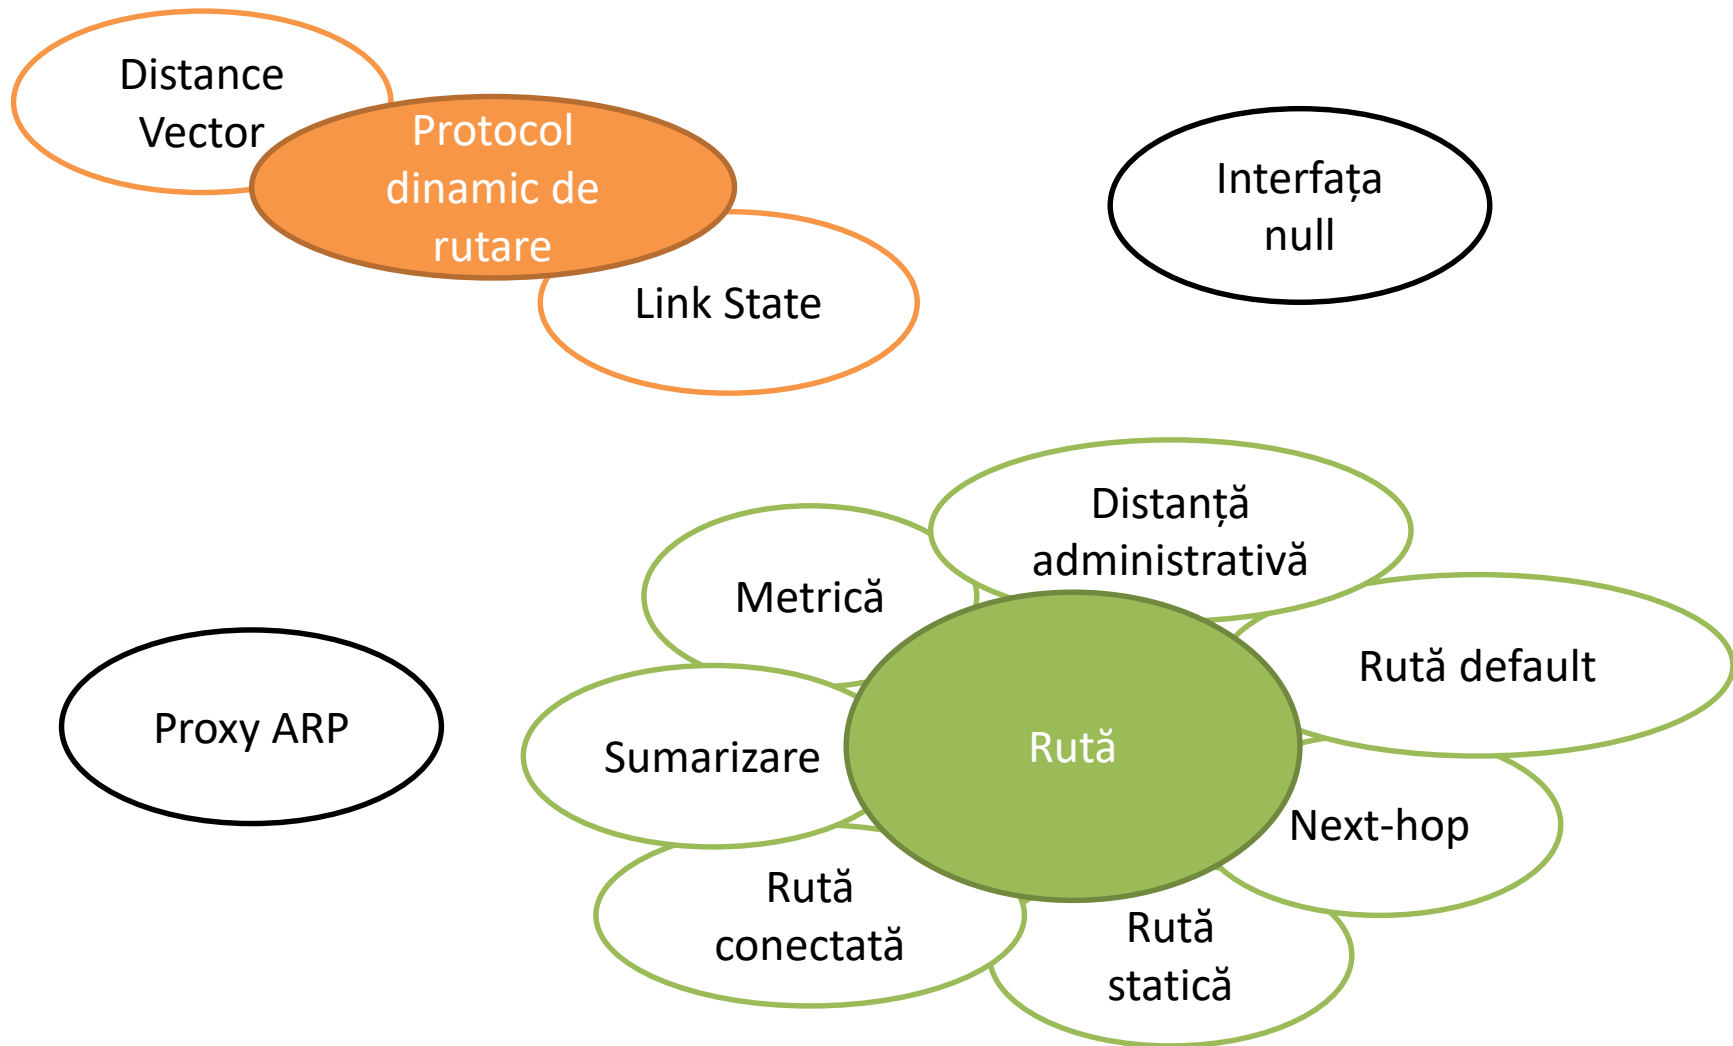 Distance
Vector
Protocol
dinamic de
rutare
Link State
Interfața
null
Distanță
administrativă
Metrică
Rută default
Proxy ARP
Sumarizare
Rută
Next-hop
Rută
conectată
Rută
statică